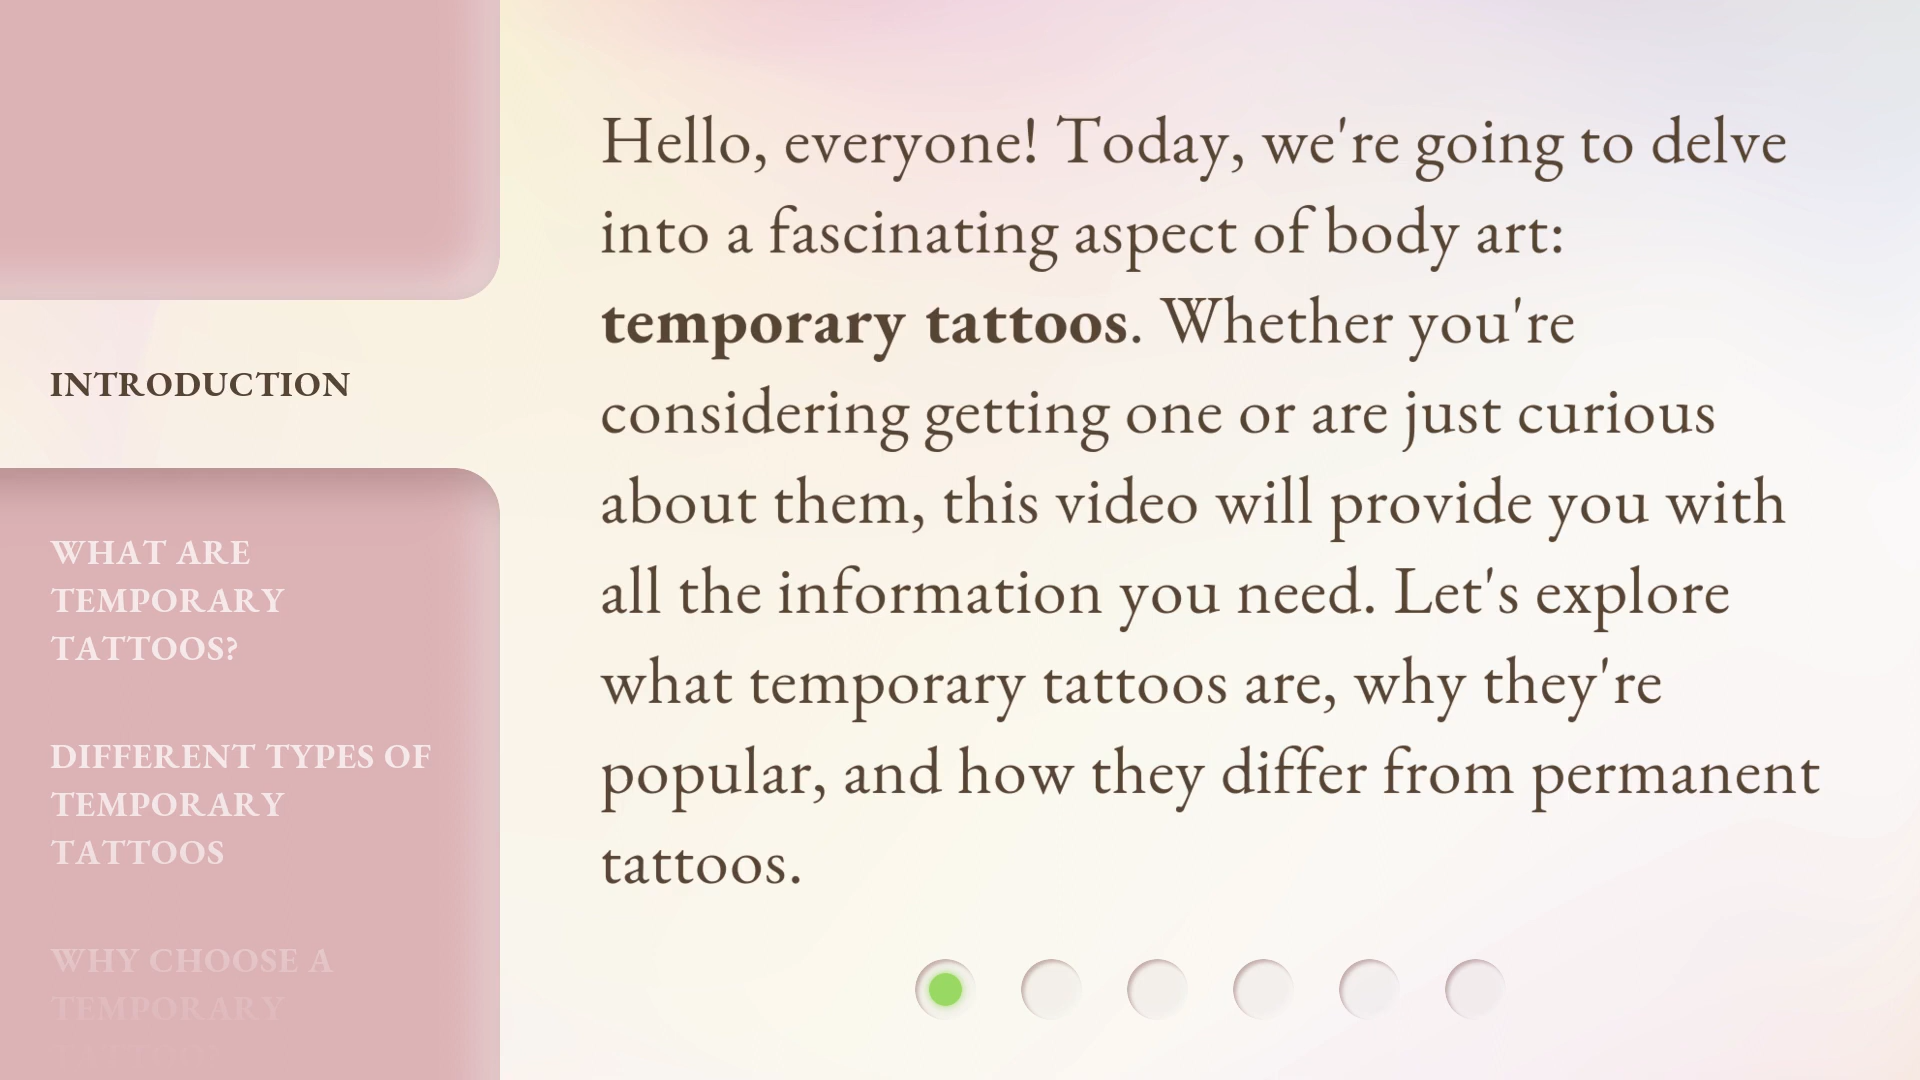 INTRODUCTION
WHAT ARE
TEMPORARY
TATTOOS?
DIFFERENT TYPES OF
TEMPORARY
TATTOOS
WHY CHOOSE A
TEMPORARY
Hello, everyone! Today, we're going to delve
into a fascinating aspect of body art:
temporary tattoos. Whether you're
considering getting one or are just curious
about them, this video will provide you with
all the information you need. Let's explore
what temporary tattoos are, why they're
popular, and how they differ from permanent
tattoos.